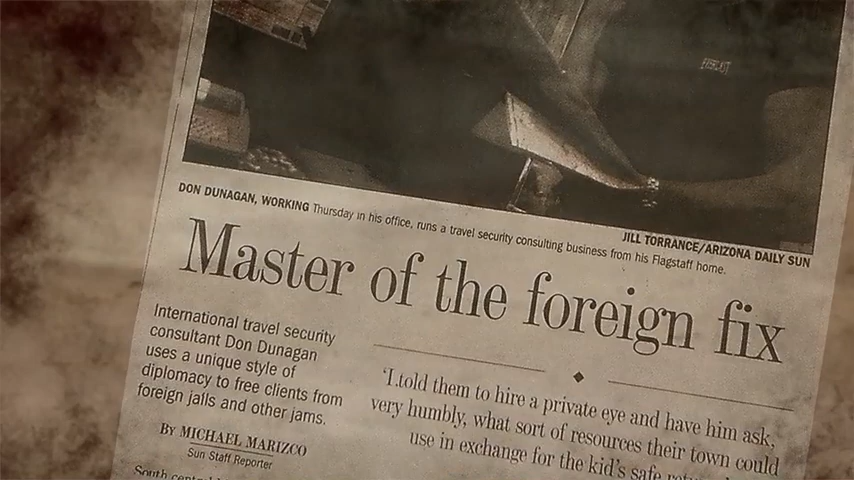 EVERLAST
JILL TORRANCE/ARIZONA DAILY SUN
DON DUNAGAN, WORKING Thursday in his office, runs a travel security consulting business from his Flagstaff home.
Master of the foreign fix
International travel security
consultant Don Dunagan
uses a unique style of
diplomacy to free clients from
foreign jails and other jams.
By MICHAEL MARIZCO
Sun Staff Reporter
'I told them to hire a private eye and have him ask,
very humbly, what sort of resources their town could
use in exchange for the kid's safe